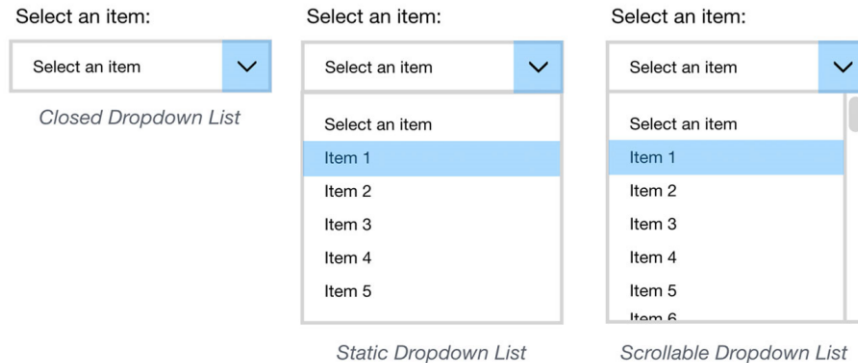 Select an item:
Select an item
Closed Dropdown List
Select an item:
Select an item
Select an item
Item 1
Item 2
Item 3
Item 4
Item 5
Static Dropdown List
Select an item:
Select an item
Select an item
Item 1
Item 2
Item 3
Item 4
Item 5
Item 6
Scrollable Dropdown List